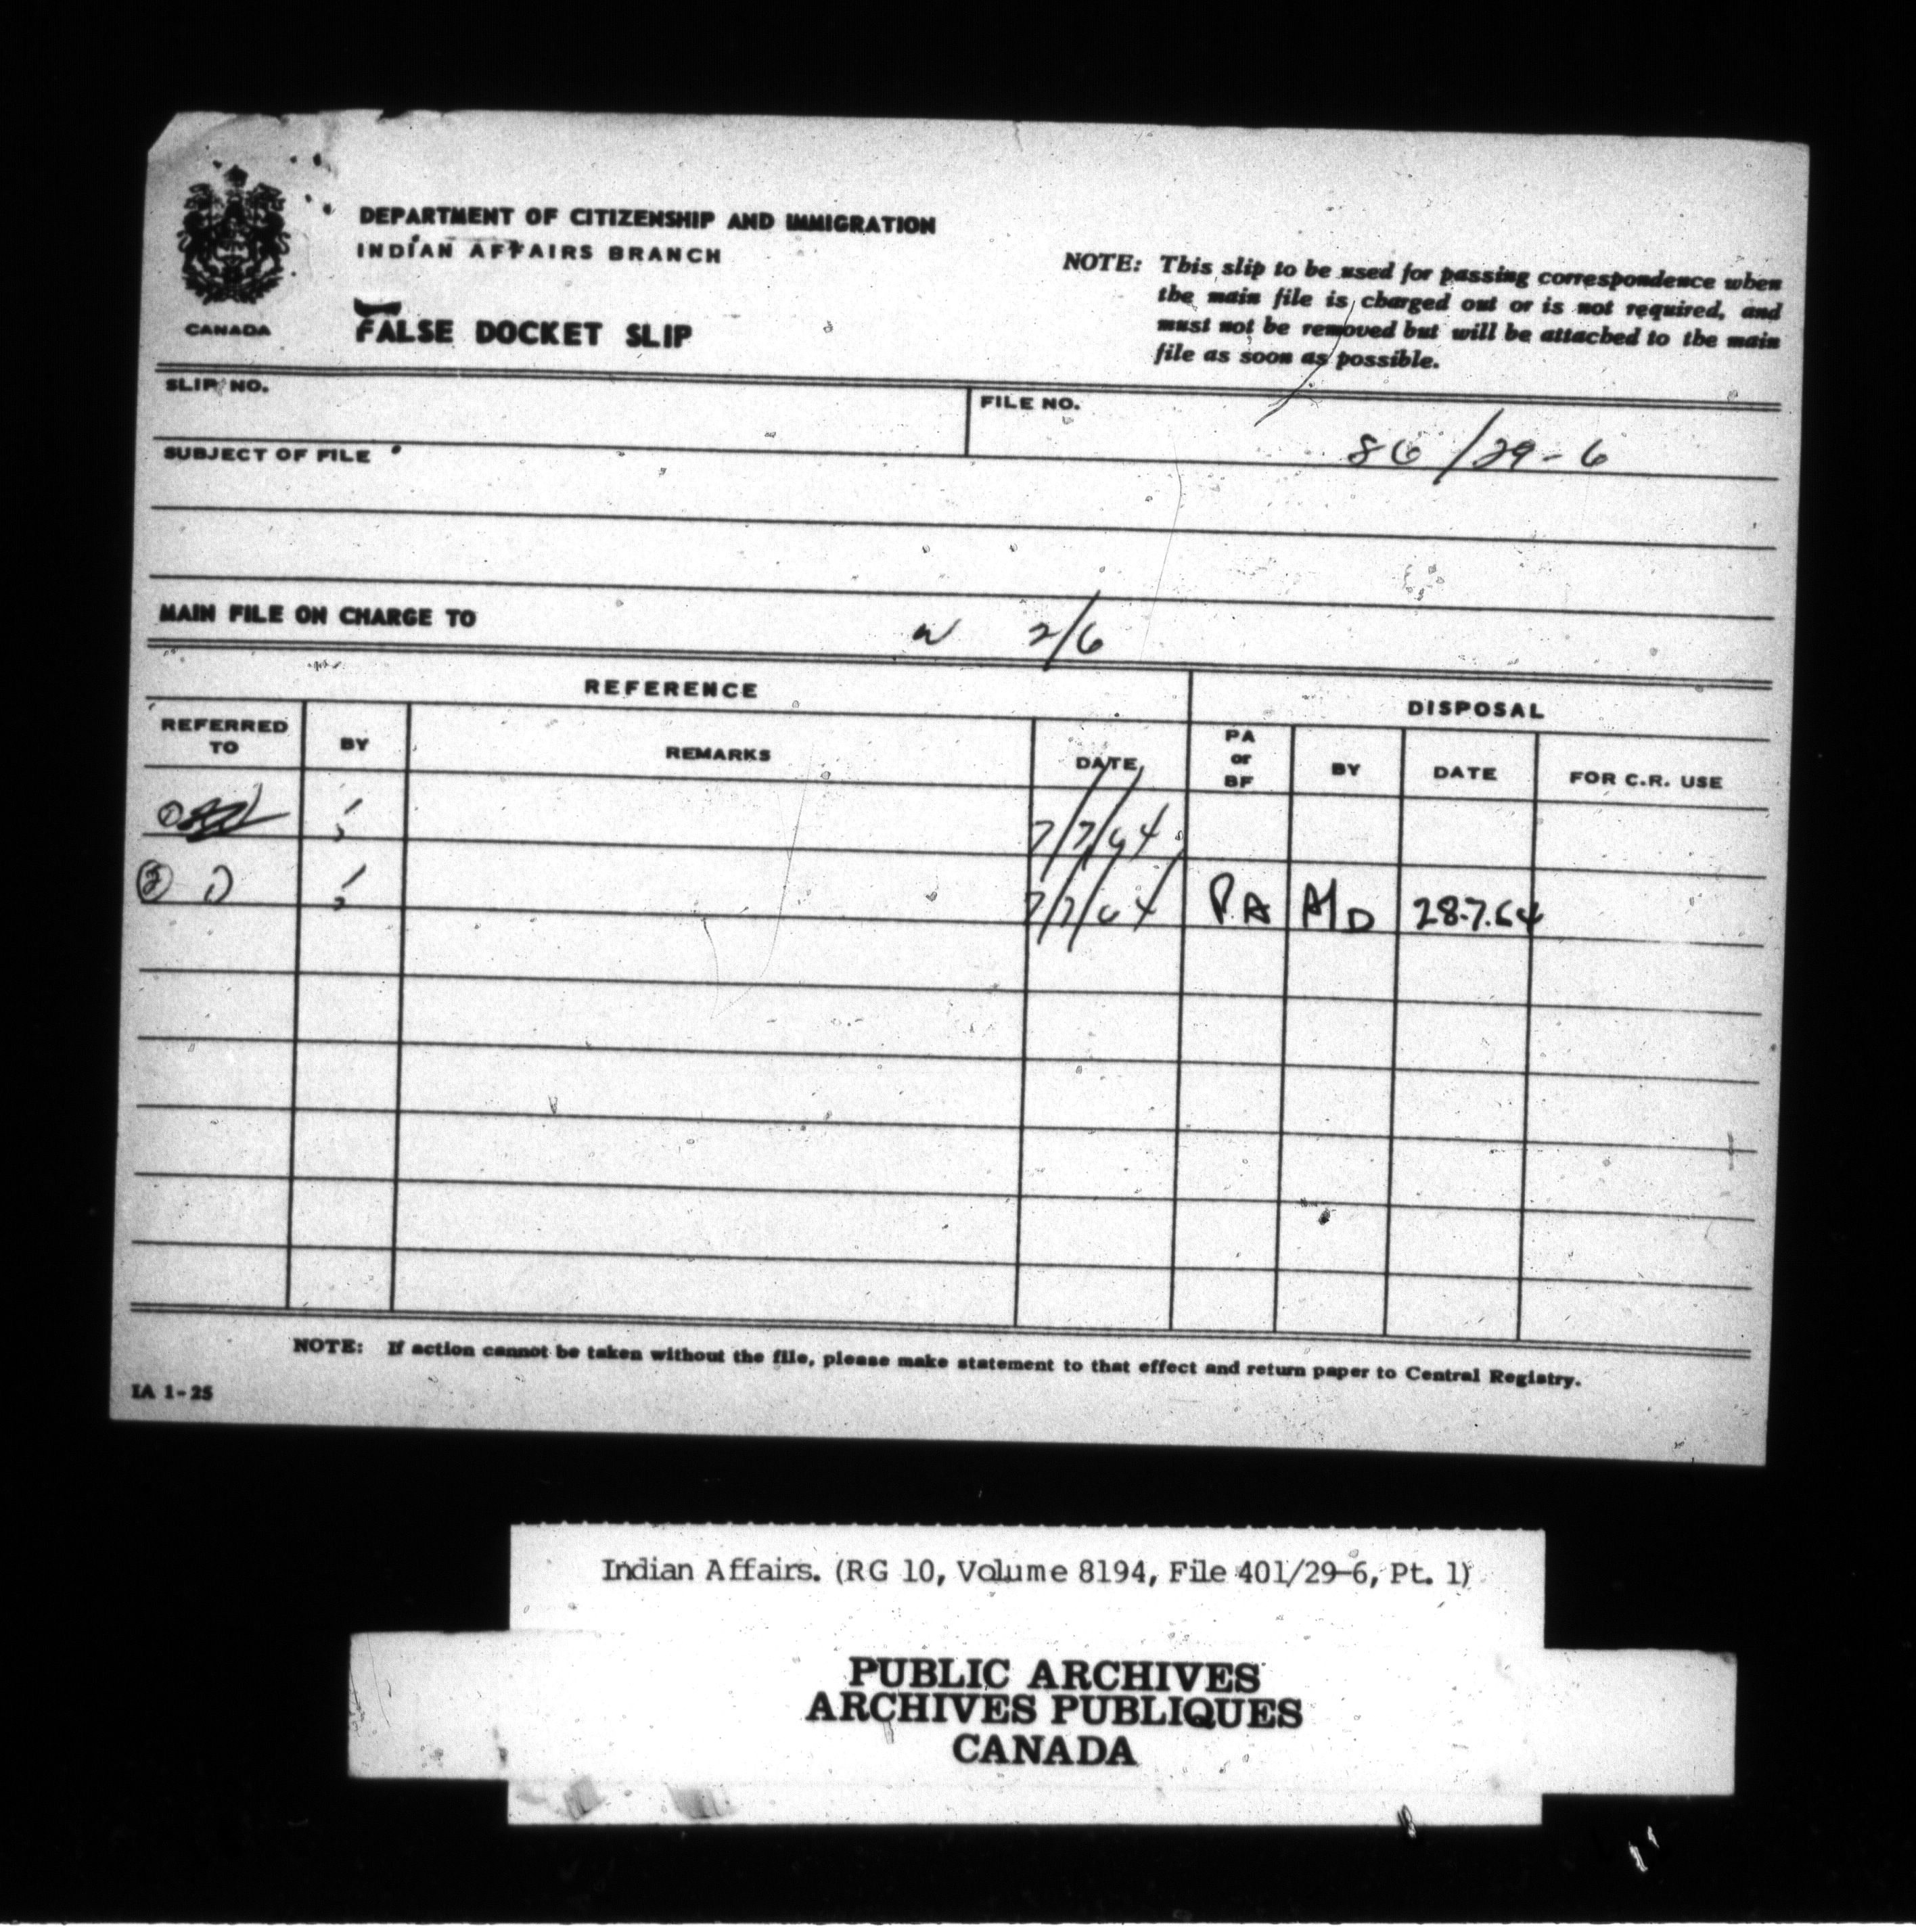 CANADA
DEPARTMENT OF CITIZENSHIP AND IMMIGRATION
INDIAN AFFAIRS BRANCH
FALSE DOCKET SLIP
NOTE: This slip to be used for passing correspondence when
the main file is charged out or is not required, and
must not be removed but will be attached to the main
file as soon as possible.
SLIP NO.
FILE NO. 86/29-6
SUBJECT OF FILE
MAIN FILE ON CHARGE TO 2/6
REFERENCE
DISPOSAL
REFERRED TO BY REMARKS DATE PA or BF BY DATE FOR C.R. USE
7/7/64
2 D 7/7/64 PA 28.7.64
NOTE: If action cannot be taken without the file, please make statement to that effect and return paper to Central Registry.
IA 1-25
Indian Affairs. (RG 10, Volume 8194, File 401/29-6, Pt. 1)
PUBLIC ARCHIVES
ARCHIVES PUBLIQUES
CANADA